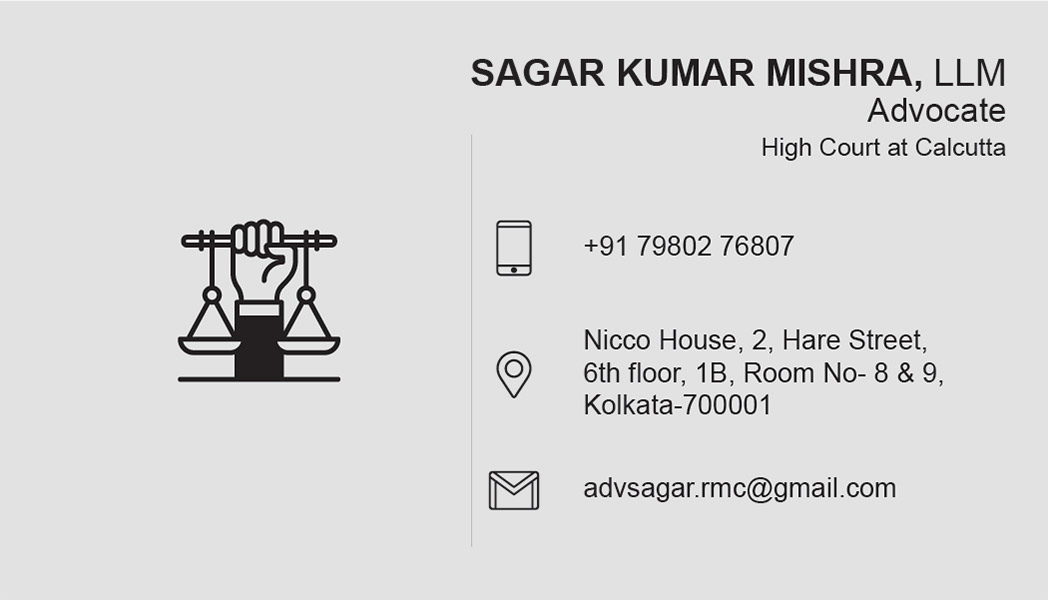 SAGAR KUMAR MISHRA, LLM
Advocate
High Court at Calcutta
+91 79802 76807
Nicco House, 2, Hare Street,
6th floor, 1B, Room No- 8 & 9,
Kolkata-700001
advsagar.rmc@gmail.com